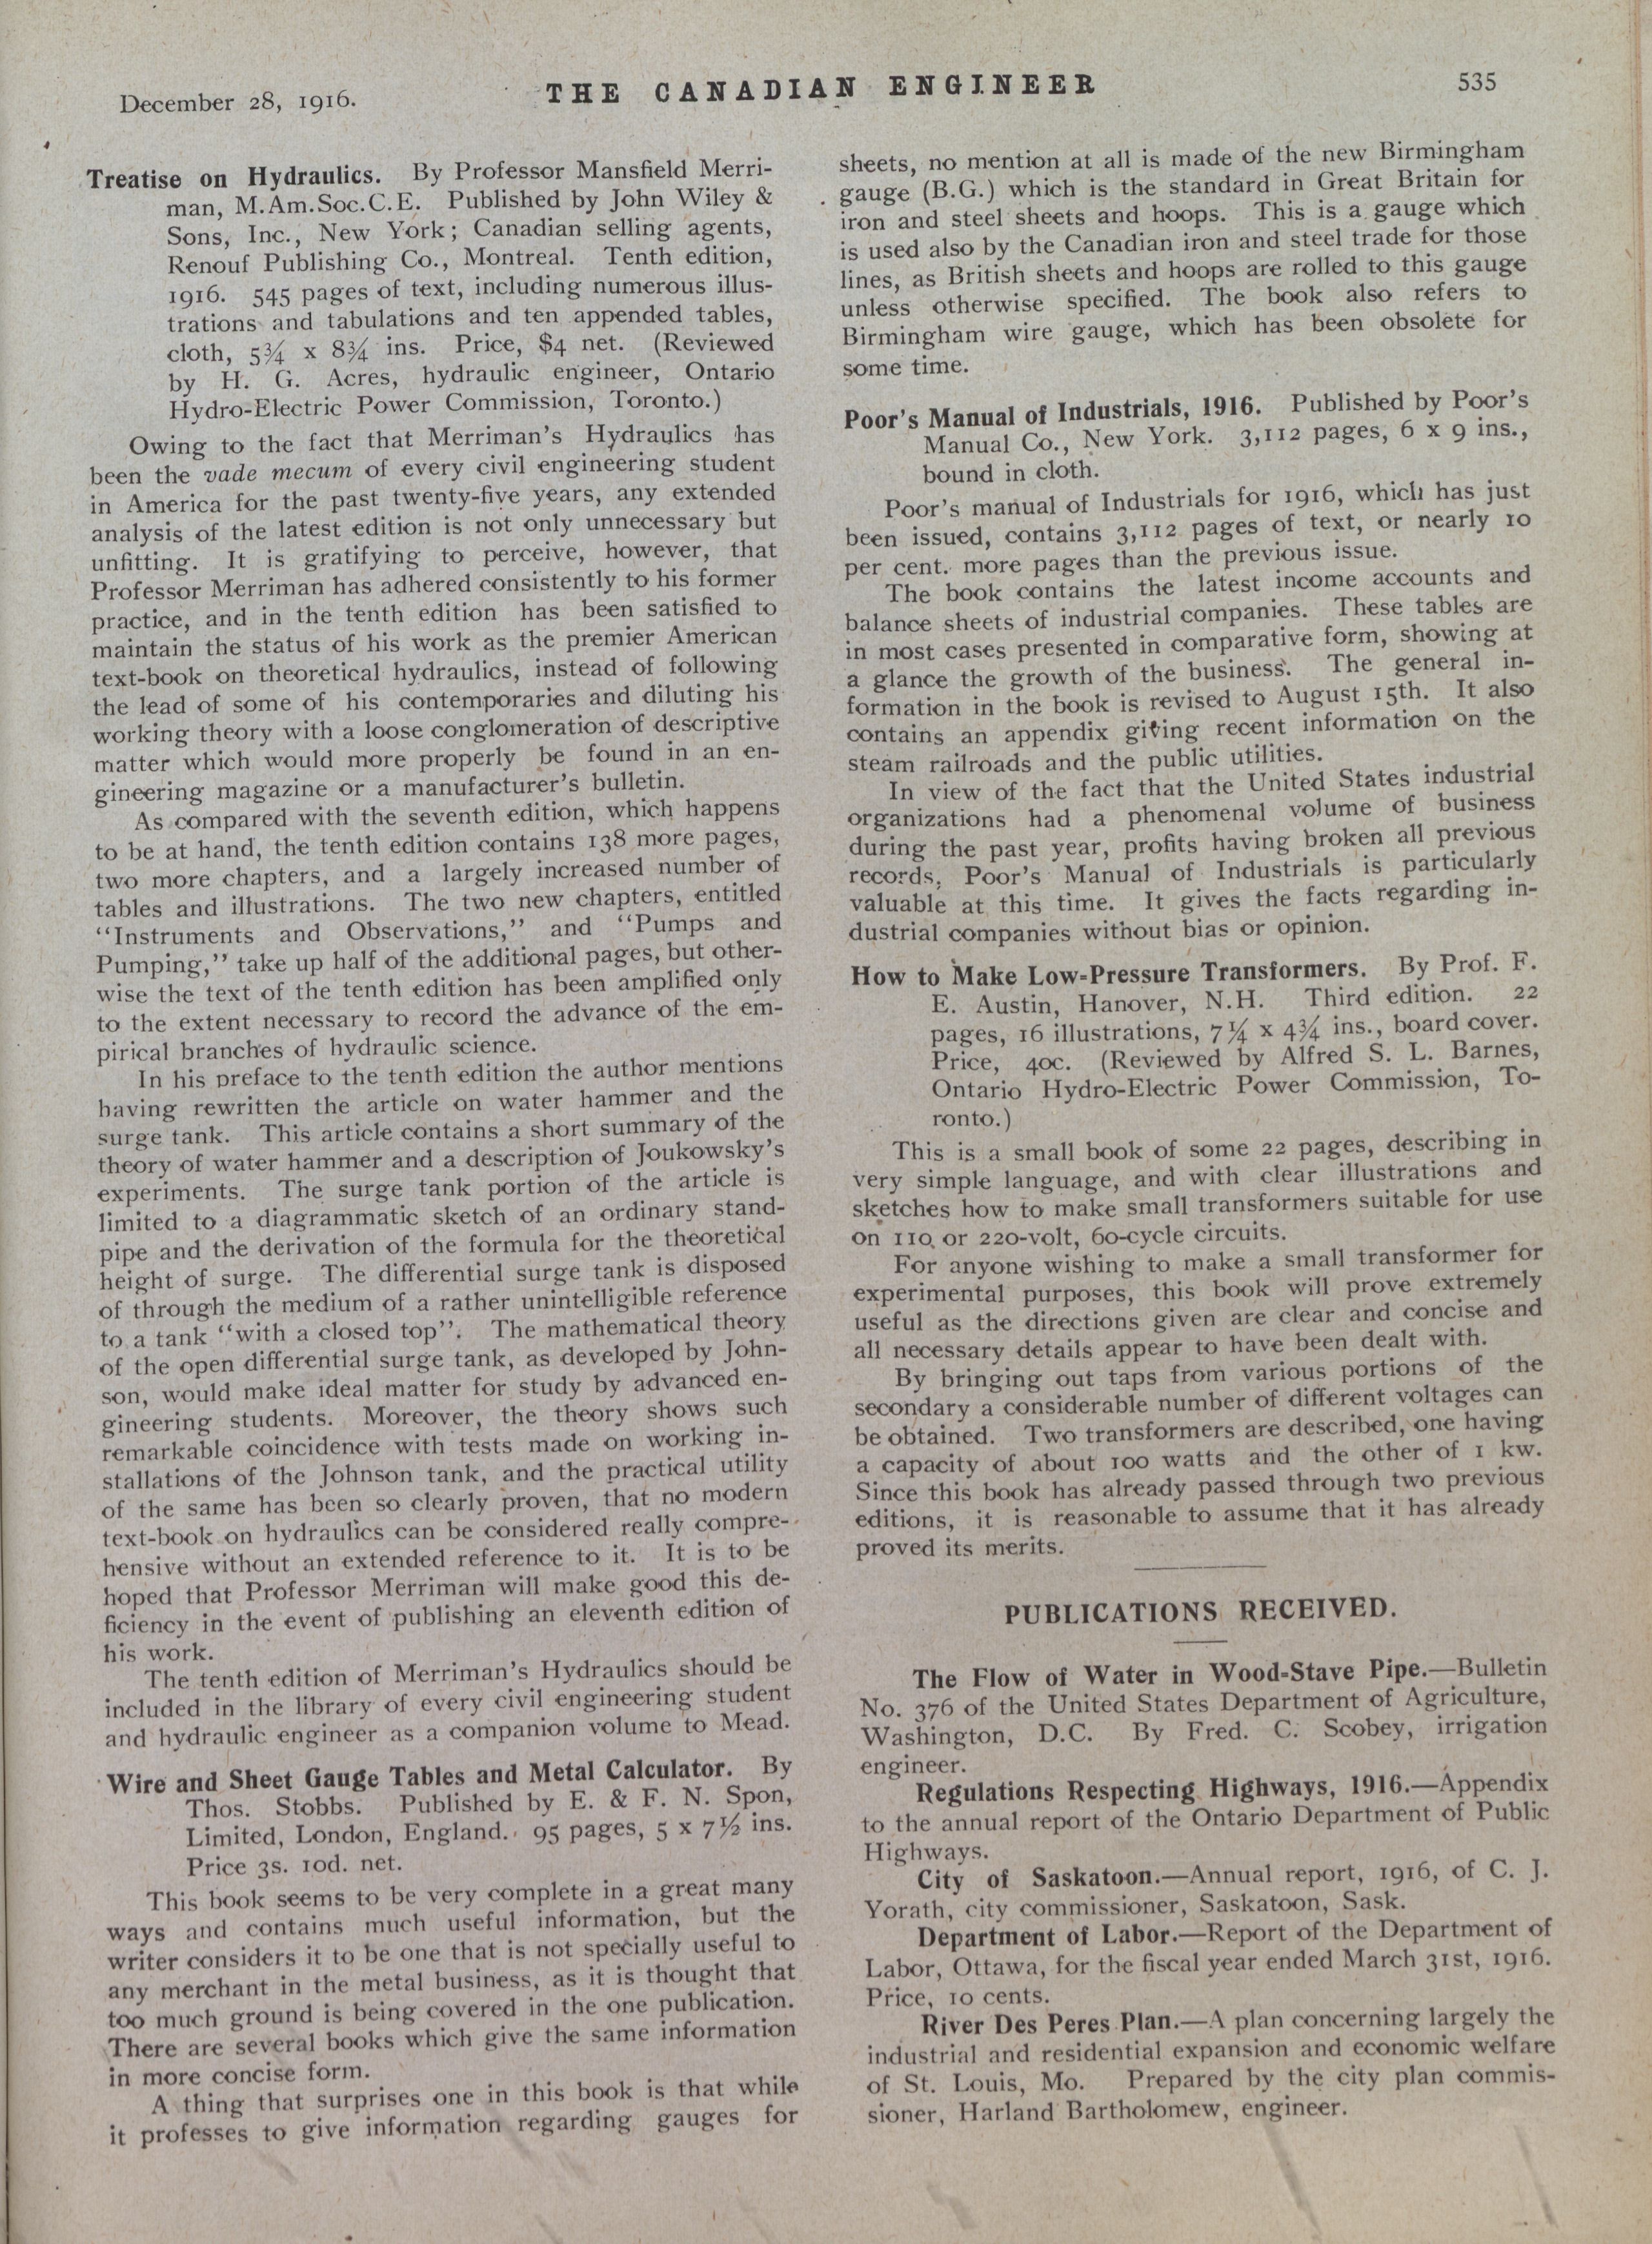 December 28, 1916.
THE CANADIAN ENGINEER
535
Treatise on Hydraulics. By Professor Mansfield Merri-
man, M.Am.Soc.C.E. Published by John Wiley &
Sons, Inc., New York; Canadian selling agents,
Renouf Publishing Co., Montreal. Tenth edition,
1916. 545 pages of text, including numerous illus-
trations and tabulations and ten appended tables,
cloth, 5¾ x 8¾ ins. Price, $4 net. (Reviewed
by H. G. Acres, hydraulic engineer, Ontario
Hydro-Electric Power Commission, Toronto.)
Owing to the fact that Merriman's Hydraulics has
been the vade mecum of every civil engineering student
in America for the past twenty-five years, any extended
analysis of the latest edition is not only unnecessary but
unfitting. It is gratifying to perceive, however, that
Professor Merriman has adhered consistently to his former
practice, and in the tenth edition has been satisfied to
maintain the status of his work as the premier American
text-book on theoretical hydraulics, instead of following
the lead of some of his contemporaries and diluting his
working theory with a loose conglomeration of descriptive
matter which would more properly be found in an en-
gineering magazine or a manufacturer's bulletin.
As compared with the seventh edition, which happens
to be at hand, the tenth edition contains 138 more pages,
two more chapters, and a largely increased number of
tables and illustrations. The two new chapters, entitled
"Instruments and Observations," and "Pumps and
Pumping," take up half of the additional pages, but other-
wise the text of the tenth edition has been amplified only
to the extent necessary to record the advance of the em-
pirical branches of hydraulic science.
In his preface to the tenth edition the author mentions
having rewritten the article on water hammer and the
surge tank. This article contains a short summary of the
theory of water hammer and a description of Joukowsky's
experiments. The surge tank portion of the article is
limited to a diagrammatic sketch of an ordinary stand-
pipe and the derivation of the formula for the theoretical
height of surge. The differential surge tank is disposed
of through the medium of a rather unintelligible reference
to a tank "with a closed top". The mathematical theory
of the open differential surge tank, as developed by John-
son, would make ideal matter for study by advanced en-
gineering students. Moreover, the theory shows such
remarkable coincidence with tests made on working in-
stallations of the Johnson tank, and the practical utility
of the same has been so clearly proven, that no modern
text-book on hydraulics can be considered really compre-
hensive without an extended reference to it. It is to be
hoped that Professor Merriman will make good this de-
ficiency in the event of publishing an eleventh edition of
his work.
The tenth edition of Merriman's Hydraulics should be
included in the library of every civil engineering student
and hydraulic engineer as a companion volume to Mead.
Wire and Sheet Gauge Tables and Metal Calculator. By
Thos. Stobbs. Published by E. & F. N. Spon,
Limited, London, England. 95 pages, 5 x 7½ ins.
Price 3s. 10d. net.
This book seems to be very complete in a great many
ways and contains much useful information, but the
writer considers it to be one that is not specially useful to
any merchant in the metal business, as it is thought that
too much ground is being covered in the one publication.
There are several books which give the same information
in more concise form.
A thing that surprises one in this book is that while
it professes to give information regarding gauges for
sheets, no mention at all is made of the new Birmingham
gauge (B.G.) which is the standard in Great Britain for
iron and steel sheets and hoops. This is a gauge which
is used also by the Canadian iron and steel trade for those
lines, as British sheets and hoops are rolled to this gauge
unless otherwise specified. The book also refers to
Birmingham wire gauge, which has been obsolete for
some time.
Poor's Manual of Industrials, 1916. Published by Poor's
Manual Co., New York. 3,112 pages, 6 x 9 ins.,
bound in cloth.
Poor's manual of Industrials for 1916, which has just
been issued, contains 3,112 pages of text, or nearly 10
per cent. more pages than the previous issue.
The book contains the latest income accounts and
balance sheets of industrial companies. These tables are
in most cases presented in comparative form, showing at
a glance the growth of the business. The general in-
formation in the book is revised to August 15th. It also
contains an appendix giving recent information on the
steam railroads and the public utilities.
In view of the fact that the United States industrial
organizations had a phenomenal volume of business
during the past year, profits having broken all previous
records, Poor's Manual of Industrials is particularly
valuable at this time. It gives the facts regarding in-
dustrial companies without bias or opinion.
How to Make Low-Pressure Transformers. By Prof. F.
E. Austin, Hanover, N.H. Third edition. 22
pages, 16 illustrations, 7¼ x 4¾ ins., board cover.
Price, 40c. (Reviewed by Alfred S. L. Barnes,
Ontario Hydro-Electric Power Commission, To-
ronto.)
This is a small book of some 22 pages, describing in
very simple language, and with clear illustrations and
sketches how to make small transformers suitable for use
on 110 or 220-volt, 60-cycle circuits.
For anyone wishing to make a small transformer for
experimental purposes, this book will prove extremely
useful as the directions given are clear and concise and
all necessary details appear to have been dealt with.
By bringing out taps from various portions of the
secondary a considerable number of different voltages can
be obtained. Two transformers are described, one having
a capacity of about 100 watts and the other of 1 kw.
Since this book has already passed through two previous
editions, it is reasonable to assume that it has already
proved its merits.
PUBLICATIONS RECEIVED.
The Flow of Water in Wood-Stave Pipe.—Bulletin
No. 376 of the United States Department of Agriculture,
Washington, D.C. By Fred. C. Scobey, irrigation
engineer.
Regulations Respecting Highways, 1916.—Appendix
to the annual report of the Ontario Department of Public
Highways.
City of Saskatoon.—Annual report, 1916, of C. J.
Yorath, city commissioner, Saskatoon, Sask.
Department of Labor.—Report of the Department of
Labor, Ottawa, for the fiscal year ended March 31st, 1916.
Price, 10 cents.
River Des Peres Plan.—A plan concerning largely the
industrial and residential expansion and economic welfare
of St. Louis, Mo. Prepared by the city plan commis-
sioner, Harland Bartholomew, engineer.